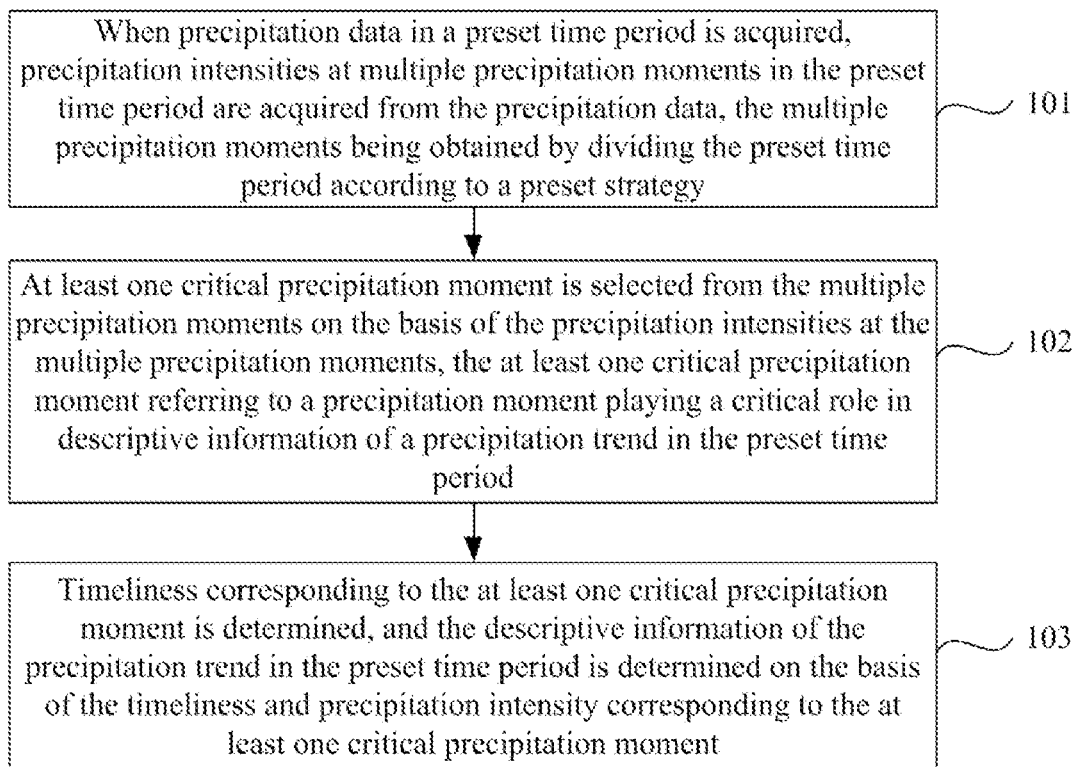 When precipitation data in a preset time period is acquired,
precipitation intensities at multiple precipitation moments in the preset
time period are acquired from the precipitation data, the multiple
precipitation moments being obtained by dividing the preset time
period according to a preset strategy
101
At least one critical precipitation moment is selected from the multiple
precipitation moments on the basis of the precipitation intensities at the
multiple precipitation moments, the at least one critical precipitation
moment referring to a precipitation moment playing a critical role in
descriptive information of a precipitation trend in the preset time
period
102
Timeliness corresponding to the at least one critical precipitation
moment is determined, and the descriptive information of the
precipitation trend in the preset time period is determined on the basis
of the timeliness and precipitation intensity corresponding to the at
least one critical precipitation moment
103